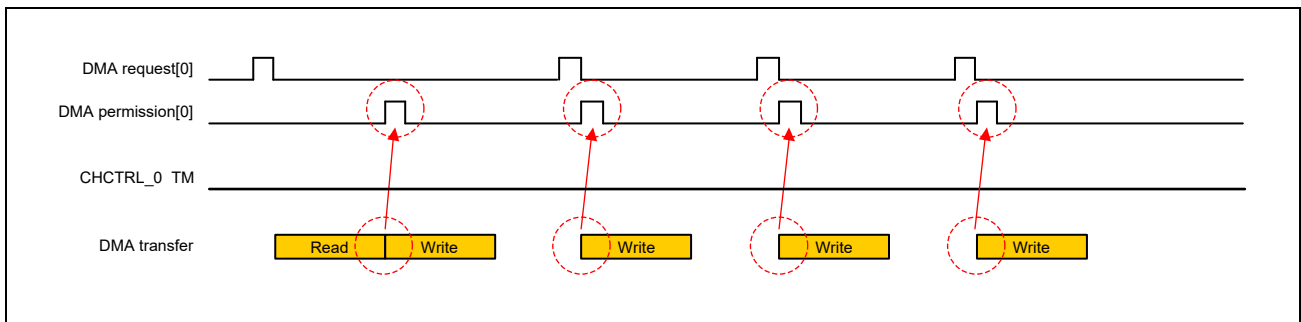 DMA request[0]
DMA permission[0]
CHCTRL_0 TM
DMA transfer
Read Write Write Write Write